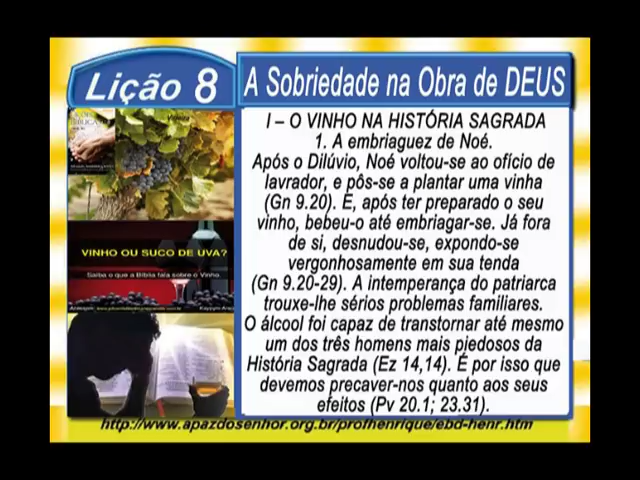 Lição 8
A Sobriedade na Obra de DEUS
I – O VINHO NA HISTÓRIA SAGRADA
1. A embriaguez de Noé.
Após o Dilúvio, Noé voltou-se ao ofício de
lavrador, e pôs-se a plantar uma vinha
(Gn 9.20). E, após ter preparado o seu
vinho, bebeu-o até embriagar-se. Já fora
de si, desnudou-se, expondo-se
vergonhosamente em sua tenda
(Gn 9.20-29). A intemperança do patriarca
trouxe-lhe sérios problemas familiares.
O álcool foi capaz de transtornar até mesmo
um dos três homens mais piedosos da
História Sagrada (Ez 14,14). É por isso que
devemos precaver-nos quanto aos seus
efeitos (Pv 20.1; 23.31).
VINHO OU SUCO DE UVA?
Saiba o que a Bíblia fala sobre o Vinho.
http://www.apazdosenhor.org.br/profhenrique/ebd-henr.htm